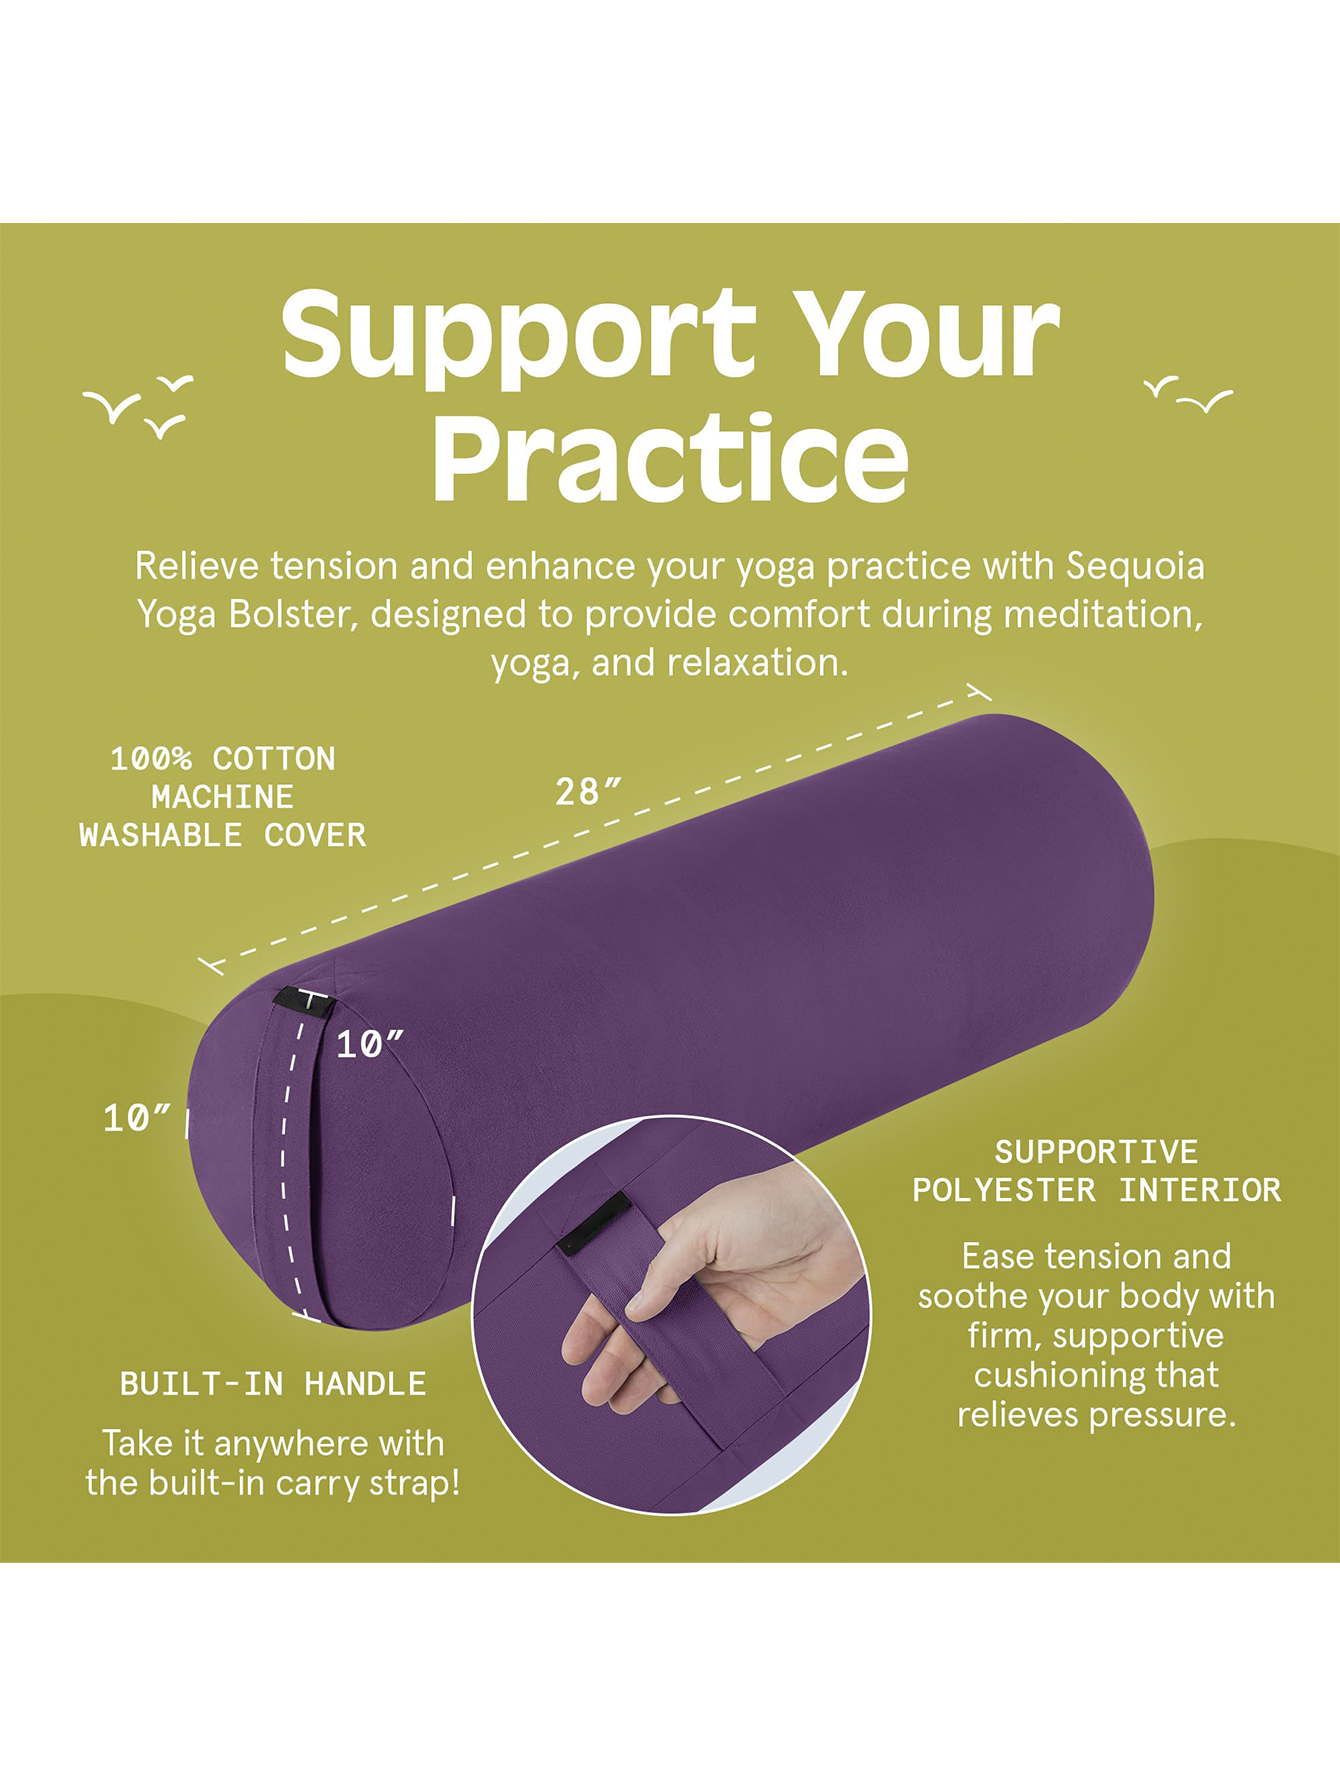 Support Your
Practice
Relieve tension and enhance your yoga practice with Sequoia
Yoga Bolster, designed to provide comfort during meditation,
yoga, and relaxation.
100% COTTON
MACHINE
WASHABLE COVER
28”
10”
10”
SUPPORTIVE
POLYESTER INTERIOR
Ease tension and
soothe your body with
firm, supportive
cushioning that
relieves pressure.
BUILT-IN HANDLE
Take it anywhere with
the built-in carry strap!